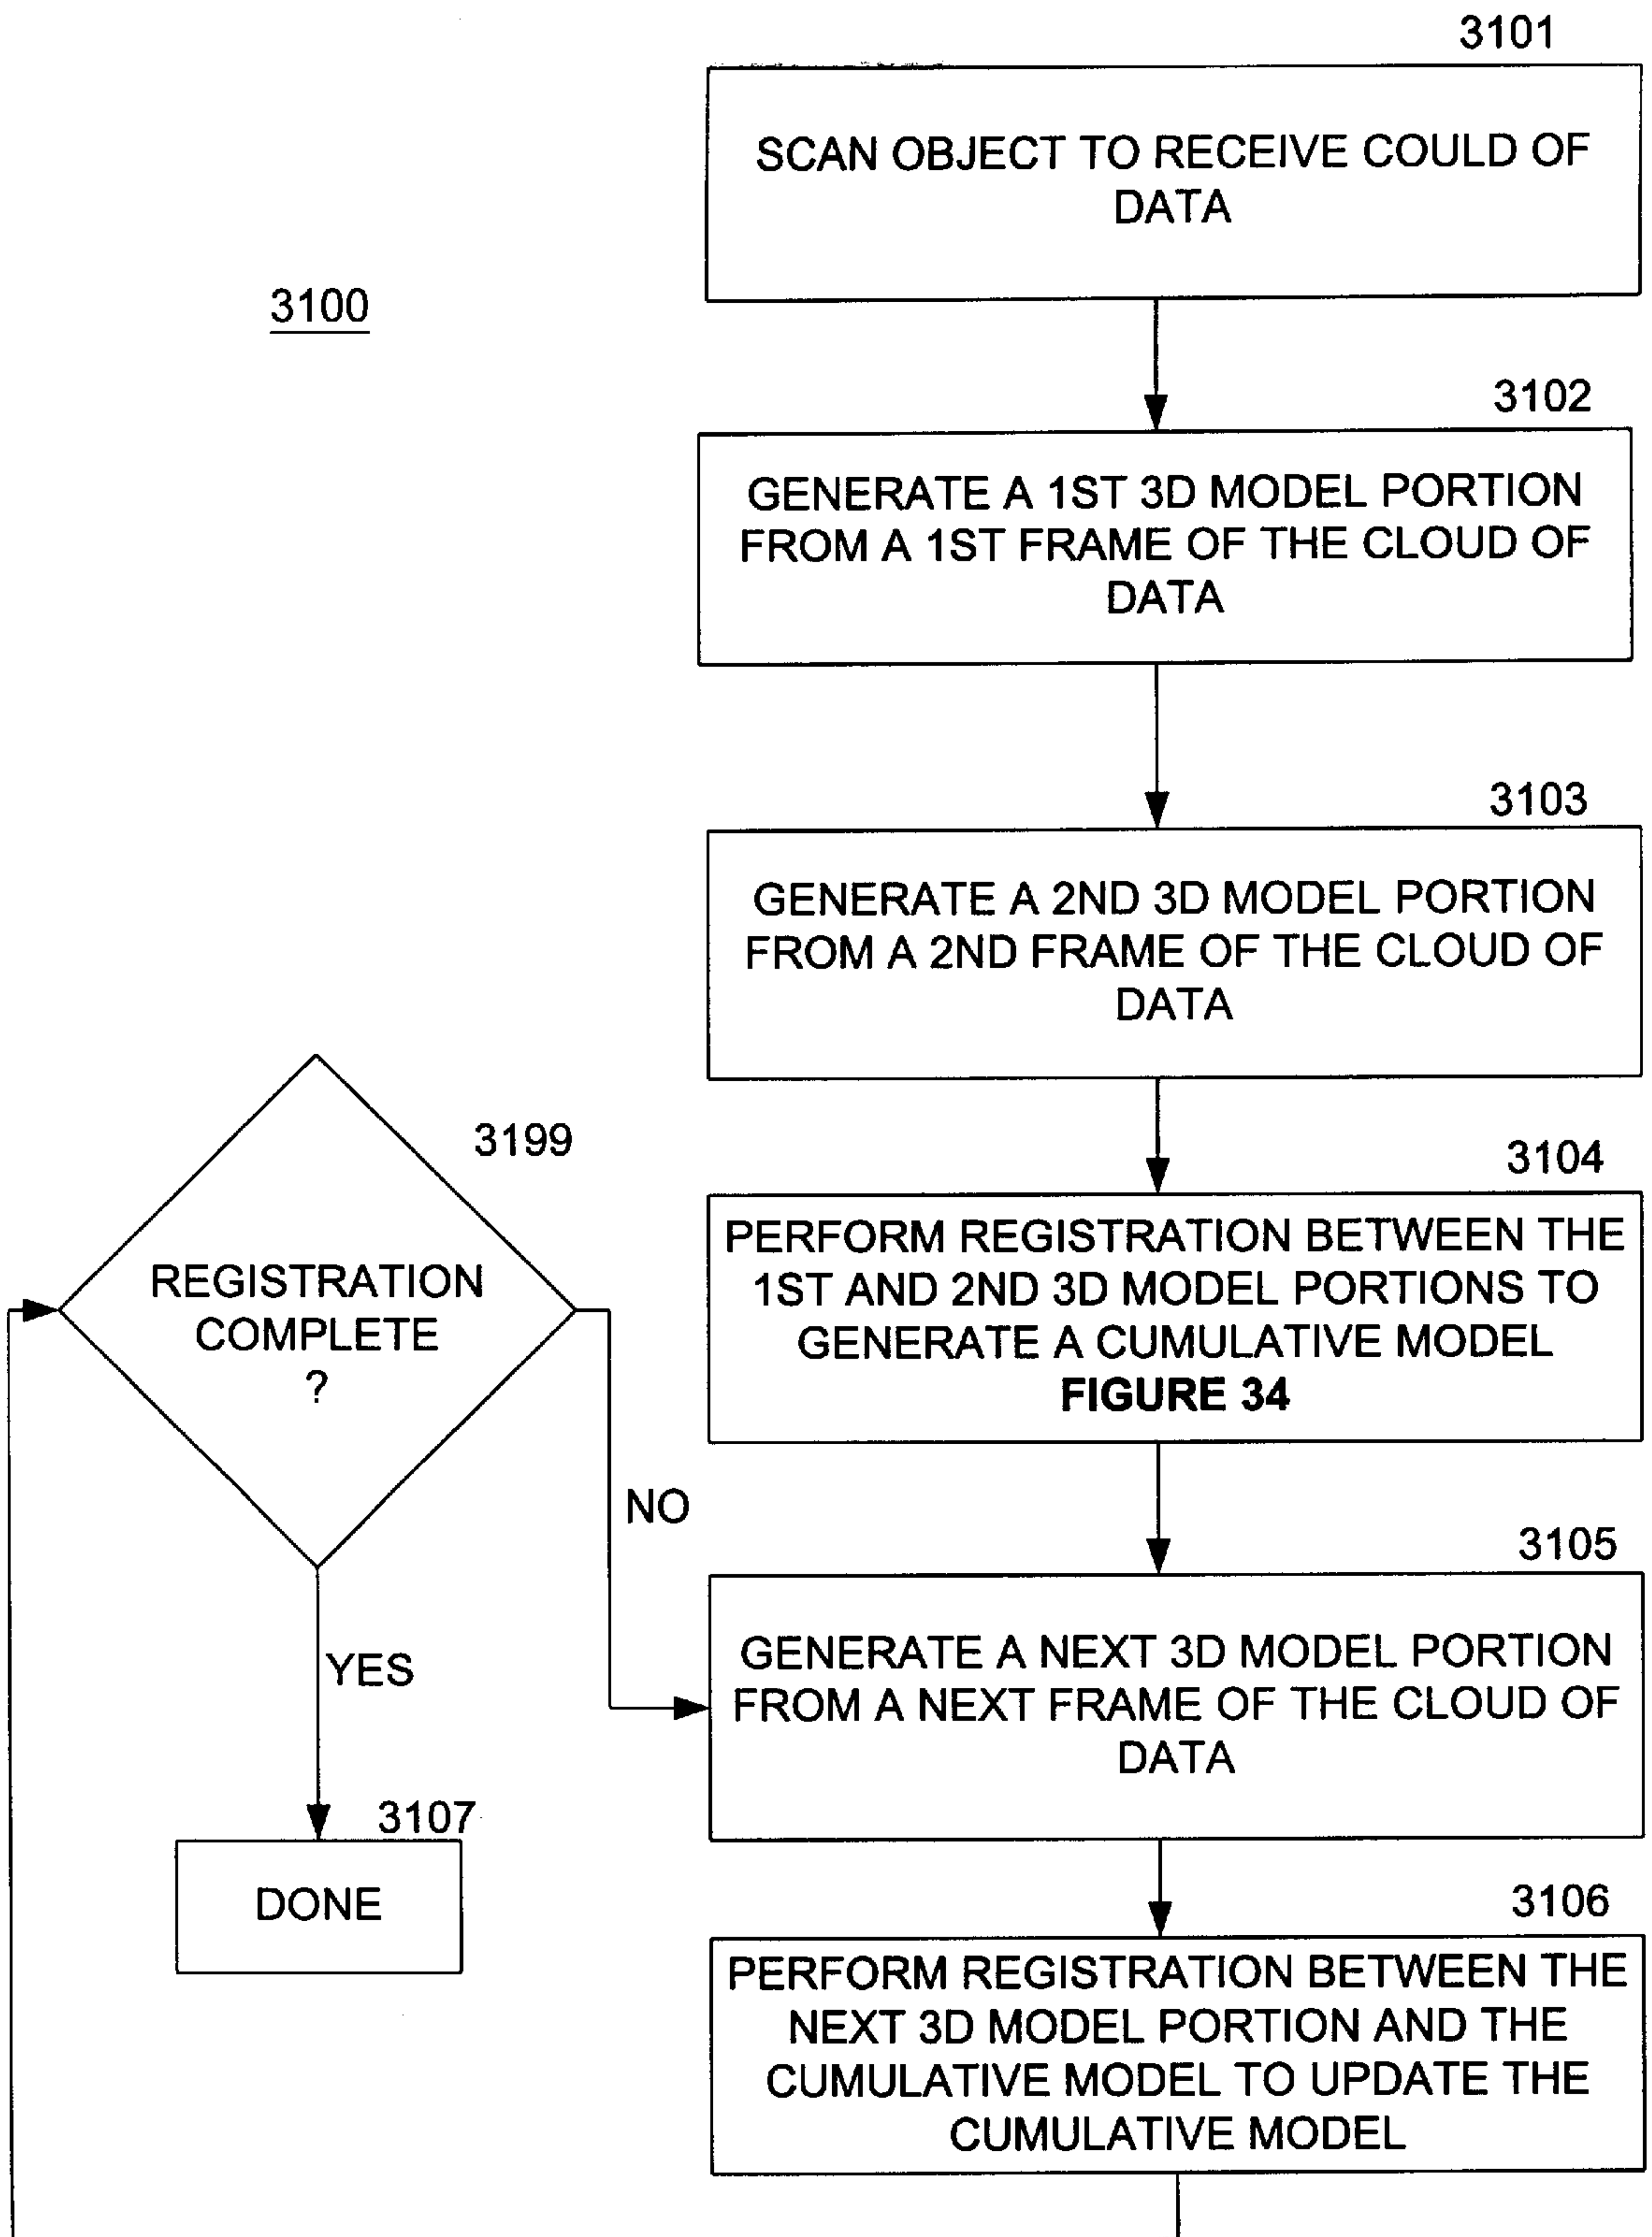 3101
SCAN OBJECT TO RECEIVE COULD OF
DATA
3100
3102
GENERATE A 1ST 3D MODEL PORTION
FROM A 1ST FRAME OF THE CLOUD OF
DATA
3103
GENERATE A 2ND 3D MODEL PORTION
FROM A 2ND FRAME OF THE CLOUD OF
DATA
3199
REGISTRATION
COMPLETE
?
3104
PERFORM REGISTRATION BETWEEN THE
1ST AND 2ND 3D MODEL PORTIONS TO
GENERATE A CUMULATIVE MODEL
FIGURE 34
NO
YES
3105
GENERATE A NEXT 3D MODEL PORTION
FROM A NEXT FRAME OF THE CLOUD OF
DATA
3107
DONE
3106
PERFORM REGISTRATION BETWEEN THE
NEXT 3D MODEL PORTION AND THE
CUMULATIVE MODEL TO UPDATE THE
CUMULATIVE MODEL